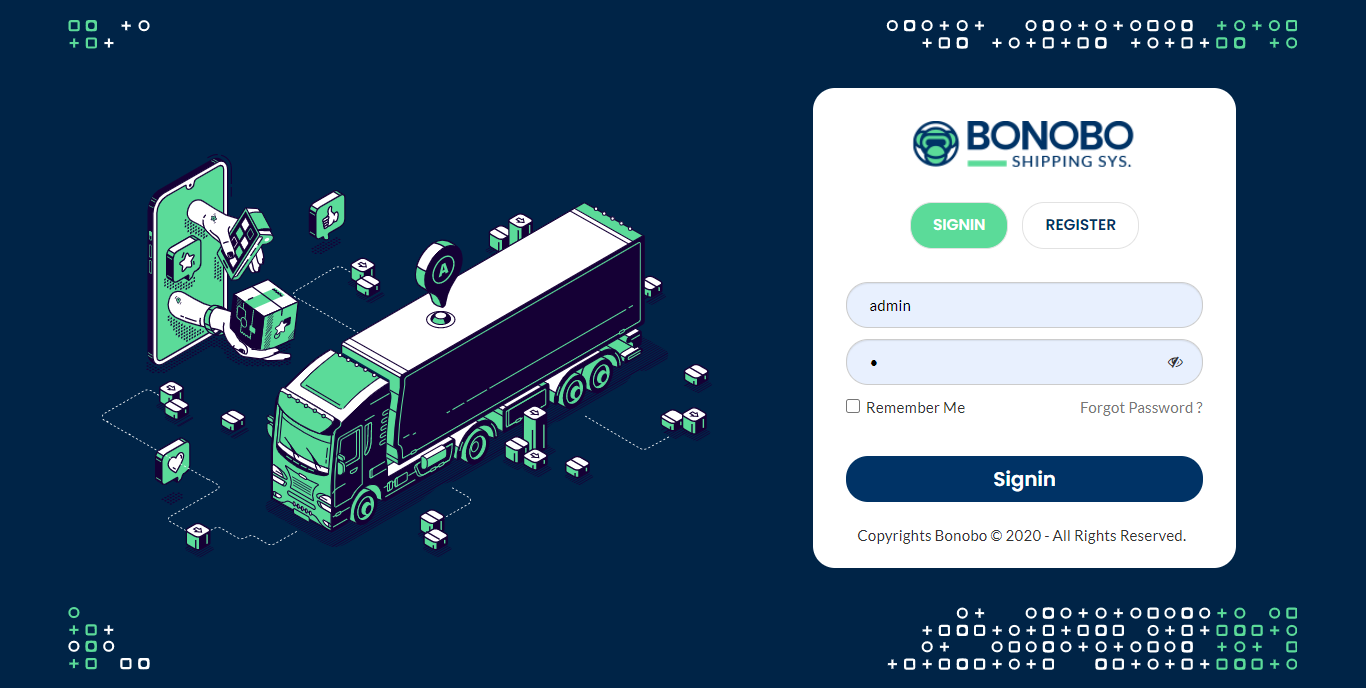 BONOBO
SHIPPING SYS.
SIGNIN REGISTER
A
admin
•
Remember Me Forgot Password ?
Signin
Copyrights Bonobo © 2020 - All Rights Reserved.